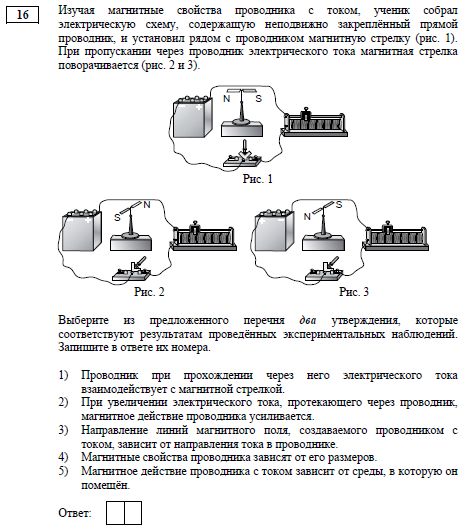 16
Изучая магнитные свойства проводника с током, ученик собрал
электрическую схему, содержащую неподвижно закреплённый прямой
проводник, и установил рядом с проводником магнитную стрелку (рис. 1).
При пропускании через проводник электрического тока магнитная стрелка
поворачивается (рис. 2 и 3).
N S
Рис. 1
S N
N S
Рис. 2 Рис. 3
Выберите из предложенного перечня два утверждения, которые
соответствуют результатам проведённых экспериментальных наблюдений.
Запишите в ответе их номера.
1) Проводник при прохождении через него электрического тока
взаимодействует с магнитной стрелкой.
2) При увеличении электрического тока, протекающего через проводник,
магнитное действие проводника усиливается.
3) Направление линий магнитного поля, создаваемого проводником с
током, зависит от направления тока в проводнике.
4) Магнитные свойства проводника зависят от его размеров.
5) Магнитное действие проводника с током зависит от среды, в которую он
помещён.
Ответ: